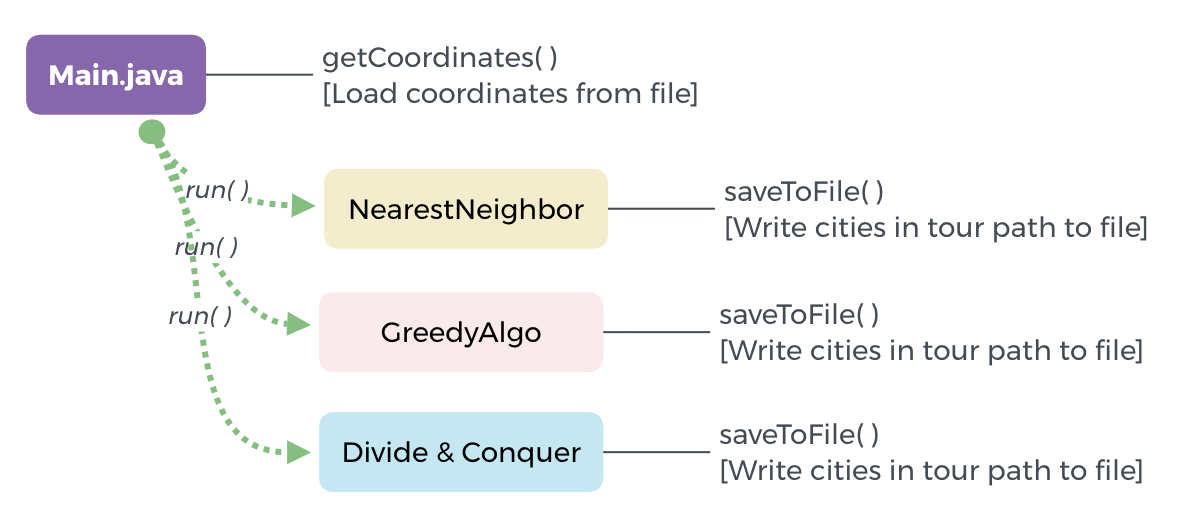 Main.java
getCoordinates( )
[Load coordinates from file]
run( )
NearestNeighbor
saveToFile( )
[Write cities in tour path to file]
run( )
GreedyAlgo
saveToFile( )
[Write cities in tour path to file]
run( )
Divide & Conquer
saveToFile( )
[Write cities in tour path to file]